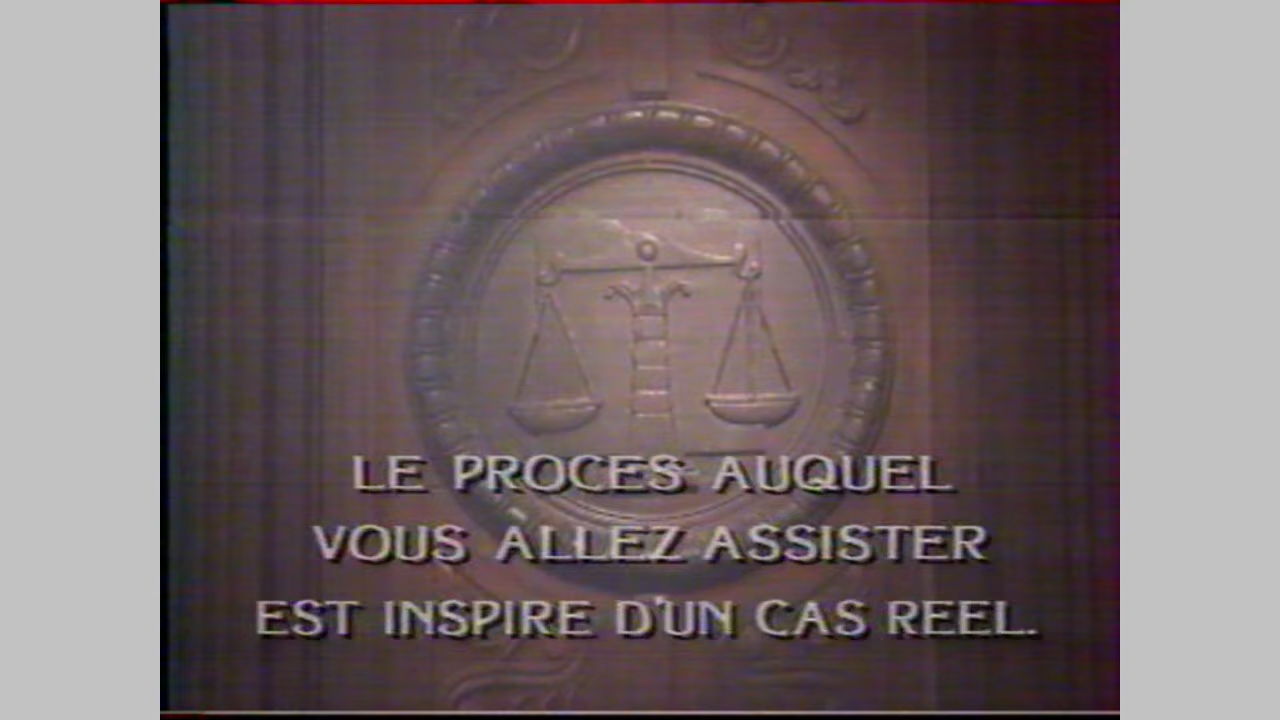 LE PROCES AUQUEL
VOUS ALLEZ ASSISTER
EST INSPIRE D'UN CAS REEL.